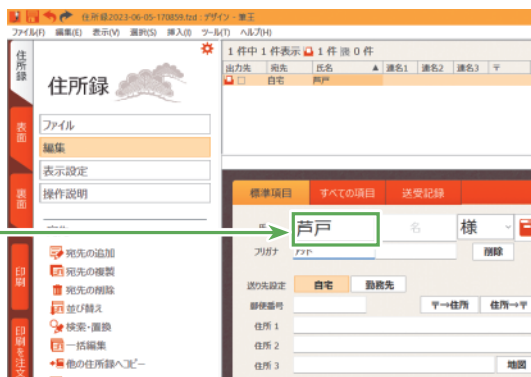 住所録2023-06-05-170859.fzd : デザイン - 筆王
ファイル(F) 編集(E) 表示(V) 選択(S) 挿入(I) ツール(T) ヘルプ(H)
住所録
表面
裏面
印刷
印刷を注文
住所録
ファイル
編集
表示設定
操作説明
宛先の追加
宛先の複製
宛先の削除
並び替え
検索・置換
一括編集
他の住所録へコピー
1 件中 1 件表示 1 件 0 件
出力先 宛先 氏名 ▲ 連名1 連名2 連名3 〒
自宅 芦戸
標準項目 すべての項目 送受記録
氏 芦戸 名 様
フリガナ アシド 削除
送り先設定 自宅 勤務先
郵便番号 〒→住所 住所→〒
住所 1
住所 2
住所 3 地図